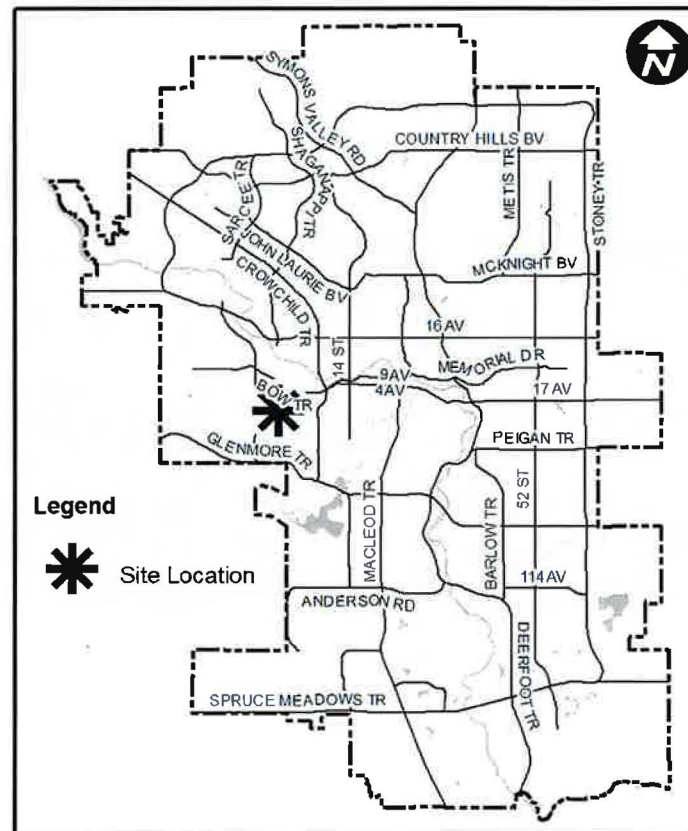 N
SYMONS VALLEY RD
COUNTRY HILLS BV
SHAGANAPPI TR
SARCEE TR
METIS TR
STONEY TR
JOHN LAURIE BV
CROWCHILD TR
MCKNIGHT BV
14 ST
16 AV
MEMORIAL DR
9 AV
4 AV
17 AV
BOW TR
PEIGAN TR
GLENMORE TR
Legend
52 ST
MACLEOD TR
BARLOW TR
Site Location
114 AV
ANDERSON RD
DEERFOOT TR
SPRUCE MEADOWS TR